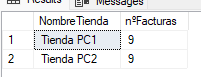 Results Messages
NombreTienda nºFacturas
1 Tienda PC1 9
2 Tienda PC2 9